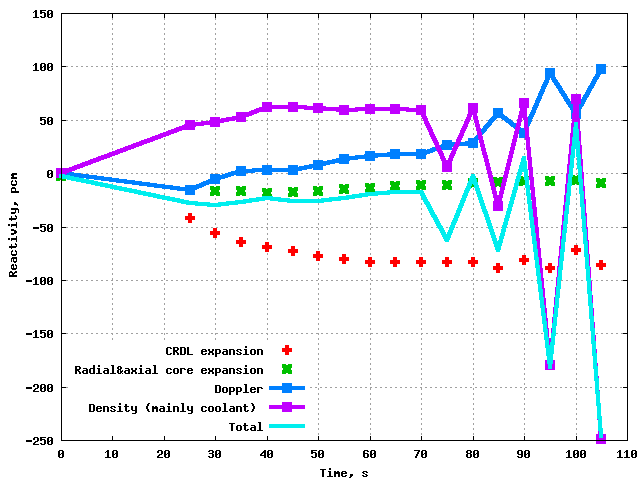 150
100
50
0
-50
-100
-150
-200
-250
Reactivity, pcm
CRDL expansion
Radial&axial core expansion
Doppler
Density (mainly coolant)
Total
0 10 20 30 40 50 60 70 80 90 100 110
Time, s